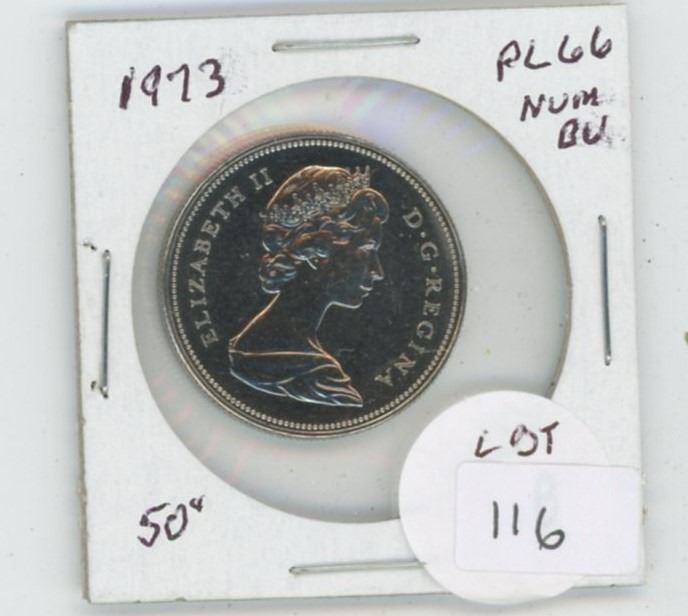 1973
PL66
NUM
BU
ELIZABETH II D·G·REGINA
50¢
LOT
116